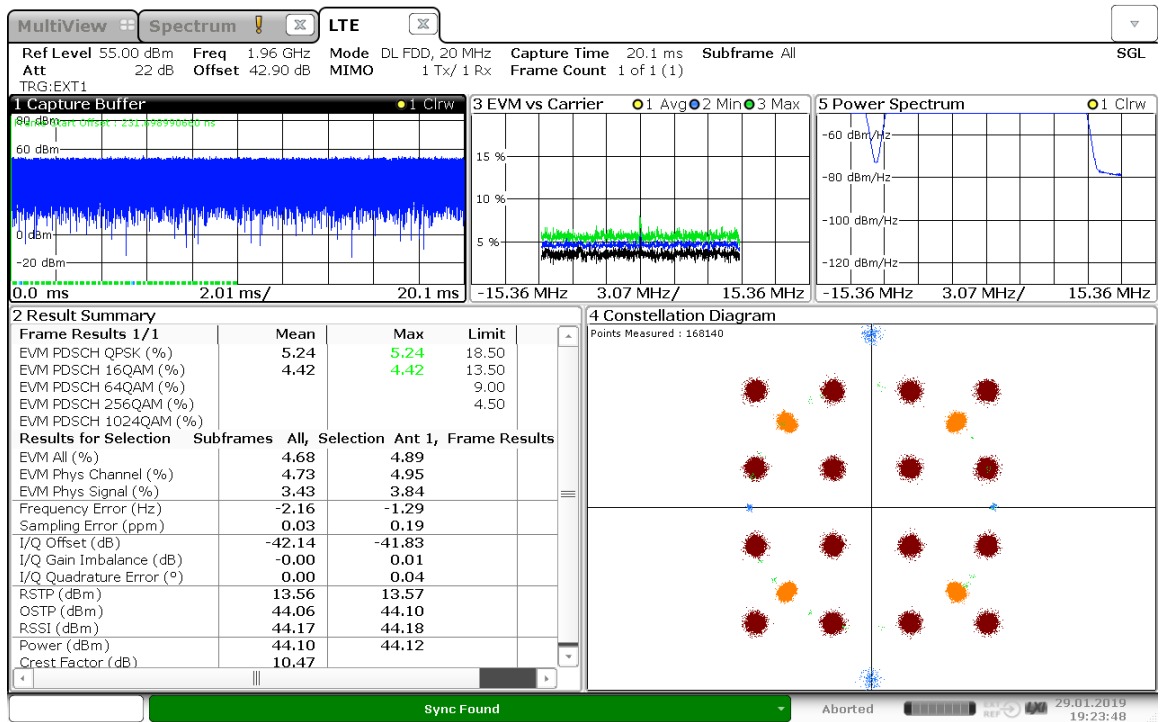 MultiView Spectrum LTE
Ref Level 55.00 dBm Freq 1.96 GHz Mode DL FDD, 20 MHz Capture Time 20.1 ms Subframe All SGL
Att 22 dB Offset 42.90 dB MIMO 1 Tx/ 1 Rx Frame Count 1 of 1 (1)
TRG:EXT1
1 Capture Buffer 1 Clrw
80 dBm
Frame Start Offset : 231.698990660 ns
60 dBm
0 dBm
-20 dBm
0.0 ms 2.01 ms/ 20.1 ms
3 EVM vs Carrier 1 Avg 2 Min 3 Max
15 %
10 %
5 %
-15.36 MHz 3.07 MHz/ 15.36 MHz
5 Power Spectrum 1 Clrw
-60 dBm/Hz
-80 dBm/Hz
-100 dBm/Hz
-120 dBm/Hz
-15.36 MHz 3.07 MHz/ 15.36 MHz
2 Result Summary
Frame Results 1/1 Mean Max Limit
EVM PDSCH QPSK (%) 5.24 5.24 18.50
EVM PDSCH 16QAM (%) 4.42 4.42 13.50
EVM PDSCH 64QAM (%) 9.00
EVM PDSCH 256QAM (%) 4.50
EVM PDSCH 1024QAM (%)
Results for Selection Subframes All, Selection Ant 1, Frame Results
EVM All (%) 4.68 4.89
EVM Phys Channel (%) 4.73 4.95
EVM Phys Signal (%) 3.43 3.84
Frequency Error (Hz) -2.16 -1.29
Sampling Error (ppm) 0.03 0.19
I/Q Offset (dB) -42.14 -41.83
I/Q Gain Imbalance (dB) -0.00 0.01
I/Q Quadrature Error (°) 0.00 0.04
RSTP (dBm) 13.56 13.57
OSTP (dBm) 44.06 44.10
RSSI (dBm) 44.17 44.18
Power (dBm) 44.10 44.12
Crest Factor (dB) 10.47
4 Constellation Diagram
Points Measured : 168140
Sync Found
Aborted
EXT
REF
LXI
29.01.2019
19:23:48